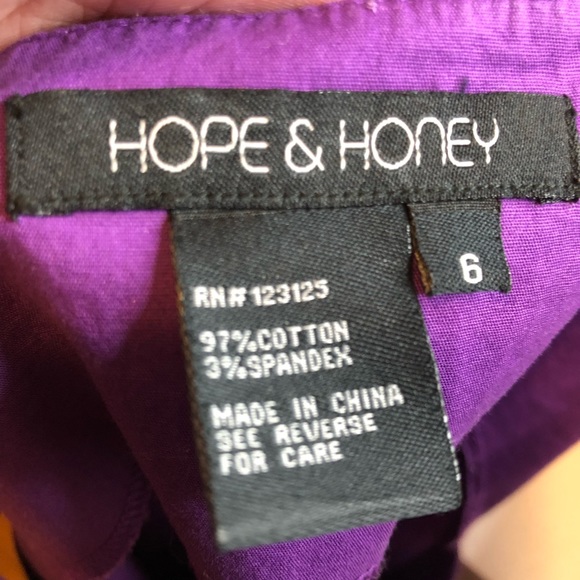 HOPE & HONEY
6
RN# 123125
97%COTTON
3%SPANDEX
MADE IN CHINA
SEE REVERSE
FOR CARE